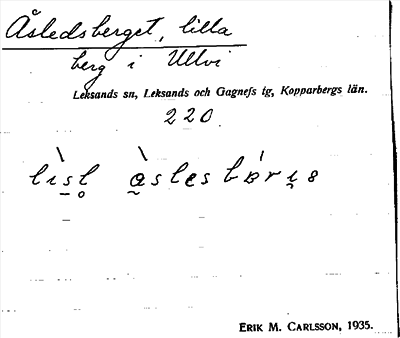 Åsledsberget, lilla
berg i Ullvi
Leksands sn, Leksands och Gagnefs tg, Kopparbergs län.
220
ERIK M. CARLSSON, 1935.